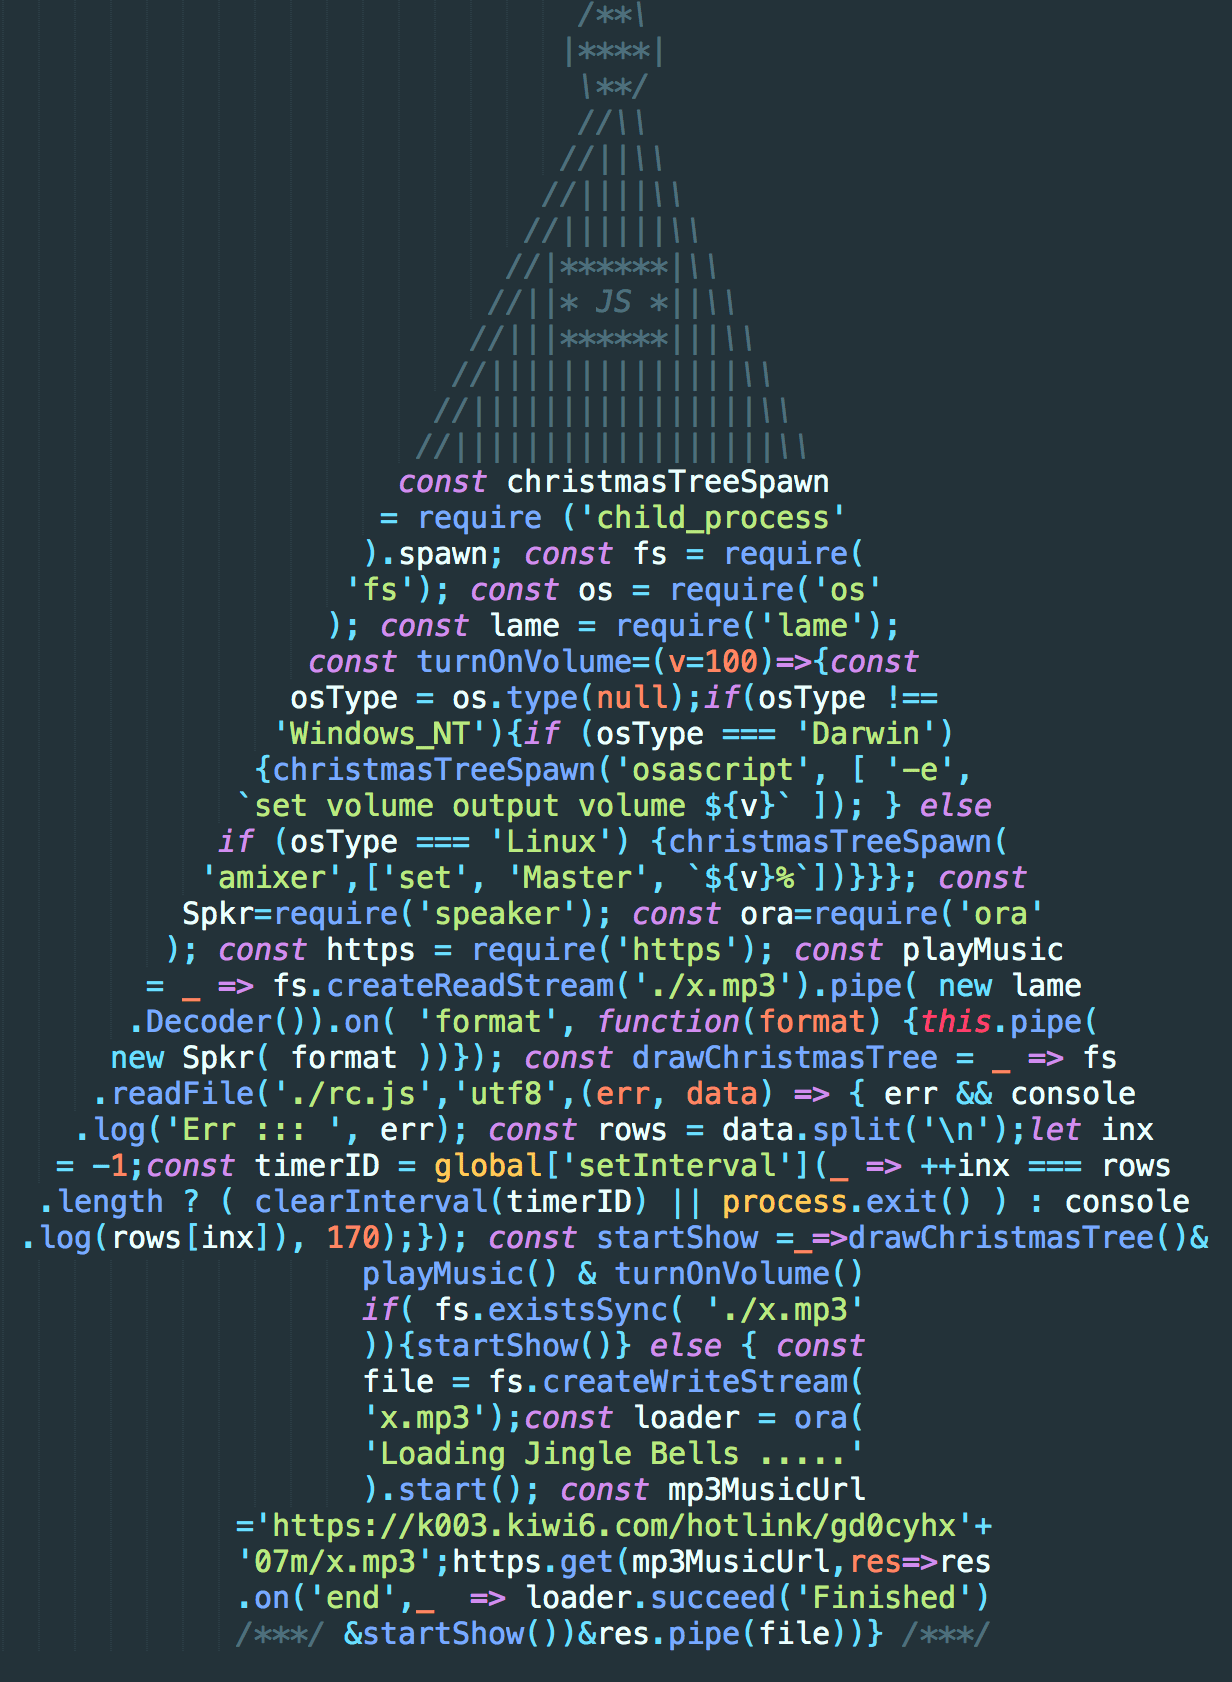 /**\
|****|
\**/
//\\
//||\\
//||||\\
//||||||\\
//|******|\\
//||* JS *||\\
//|||******|||\\
//||||||||||||||\\
//||||||||||||||||\\
//||||||||||||||||||\\
const christmasTreeSpawn
= require ('child_process'
).spawn; const fs = require(
'fs'); const os = require('os'
); const lame = require('lame');
const turnOnVolume=(v=100)=>{const
osType = os.type(null);if(osType !==
'Windows_NT'){if (osType === 'Darwin')
{christmasTreeSpawn('osascript', [ '-e',
`set volume output volume ${v}` ]); } else
if (osType === 'Linux') {christmasTreeSpawn(
'amixer',['set', 'Master', `${v}%`])}}}; const
Spkr=require('speaker'); const ora=require('ora'
); const https = require('https'); const playMusic
= _ => fs.createReadStream('./x.mp3').pipe( new lame
.Decoder()).on( 'format', function(format) {this.pipe(
new Spkr( format ))}); const drawChristmasTree = _ => fs
.readFile('./rc.js','utf8',(err, data) => { err && console
.log('Err ::: ', err); const rows = data.split('\n');let inx
= -1;const timerID = global['setInterval'](_ => ++inx === rows
.length ? ( clearInterval(timerID) || process.exit() ) : console
.log(rows[inx]), 170);}); const startShow =_=>drawChristmasTree()&
playMusic() & turnOnVolume()
if( fs.existsSync( './x.mp3'
)){startShow()} else { const
file = fs.createWriteStream(
'x.mp3');const loader = ora(
'Loading Jingle Bells .....'
).start(); const mp3MusicUrl
='https://k003.kiwi6.com/hotlink/gd0cyhx'+
'07m/x.mp3';https.get(mp3MusicUrl,res=>res
.on('end',_  => loader.succeed('Finished')
/***/ &startShow())&res.pipe(file))} /***/